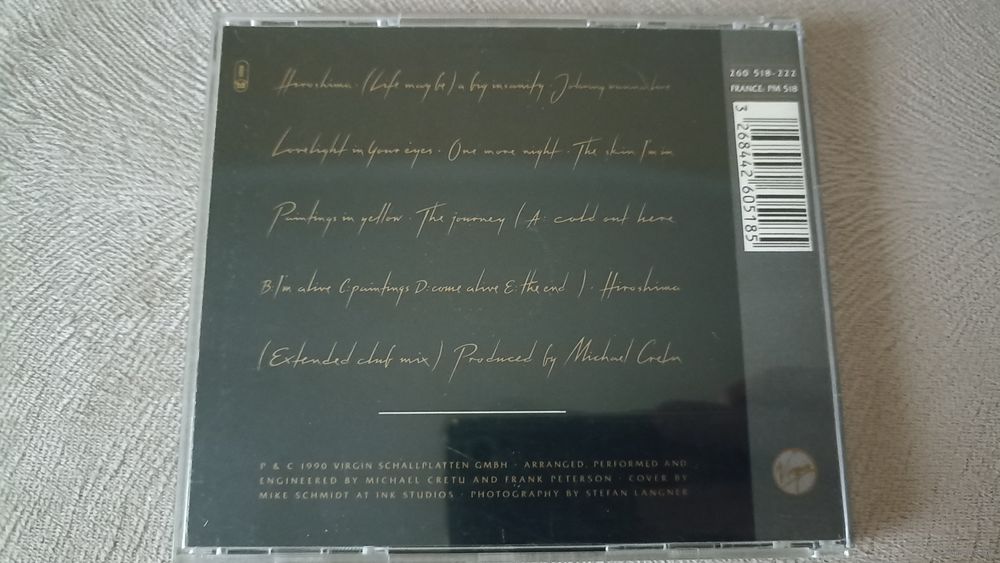 Hiroshima · (Life may be) a big insanity · Johnny wanna live
Lovelight in Your eyes · One more night · The skin I'm in
Paintings in yellow · The journey (A: cold out here
B: I'm alive C: paintings D: come alive E: the end ) · Hiroshima
(Extended club mix) Produced by Michael Cretu
P & C 1990 VIRGIN SCHALLPLATTEN GMBH · ARRANGED, PERFORMED AND
ENGINEERED BY MICHAEL CRETU AND FRANK PETERSON · COVER BY
MIKE SCHMIDT AT INK STUDIOS · PHOTOGRAPHY BY STEFAN LANGNER
260 518-222
FRANCE: PM 518
3 268442 605185
Virgin